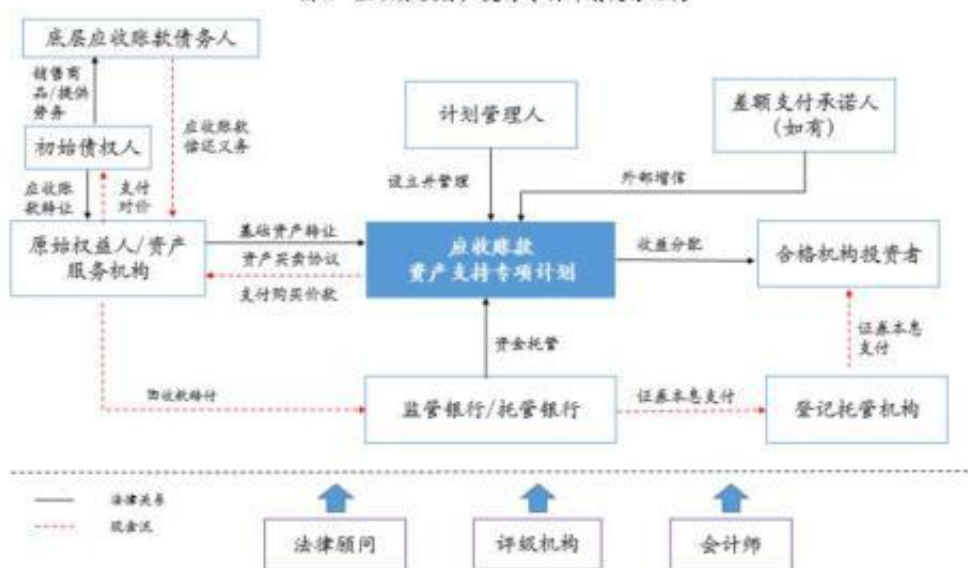 底层应收账款债务人
销售商
品/提供
劳务
应收账款
偿还义务
初始债权人
应收账
款转让
支付
对价
计划管理人
差额支付承诺人
（如有）
设立并管理
外部增信
原始权益人/资产
服务机构
基础资产转让
资产买卖协议
支付购买价款
应收账款
资产支持专项计划
收益分配
合格机构投资者
资金托管
证券本息
支付
回收款转付
监管银行/托管银行
证券本息支付
登记托管机构
法律关系
现金流
法律顾问
评级机构
会计师